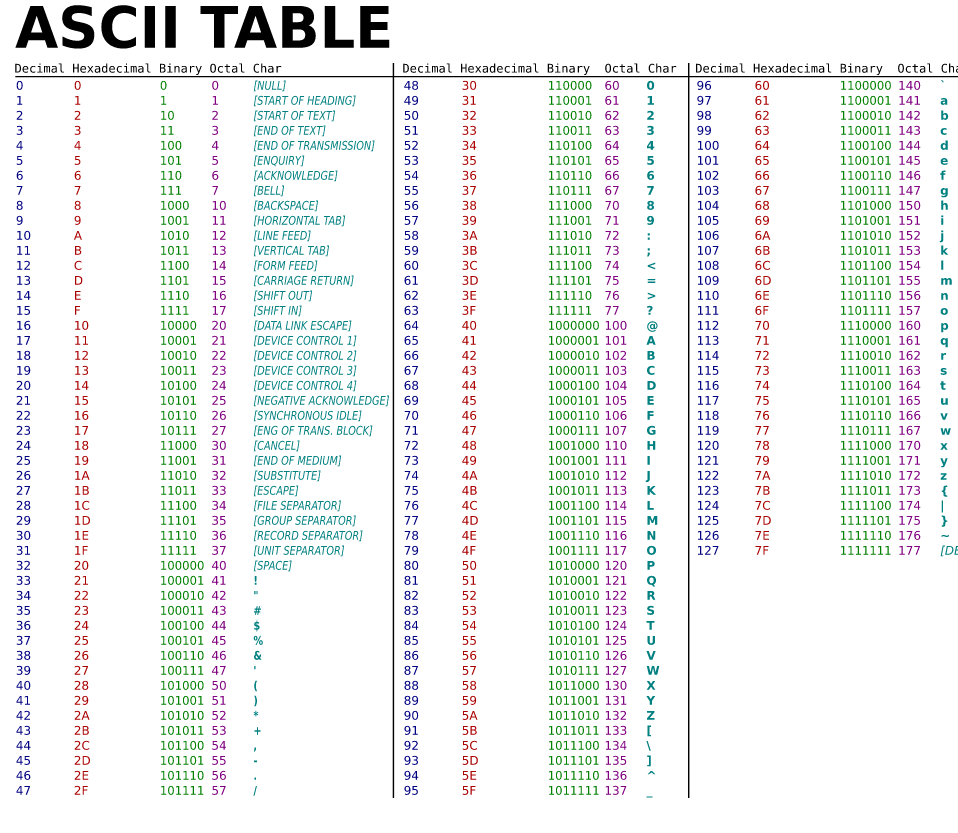 ASCII TABLE
Decimal Hexadecimal Binary Octal Char
0 0 0 0 [NULL]
1 1 1 1 [START OF HEADING]
2 2 10 2 [START OF TEXT]
3 3 11 3 [END OF TEXT]
4 4 100 4 [END OF TRANSMISSION]
5 5 101 5 [ENQUIRY]
6 6 110 6 [ACKNOWLEDGE]
7 7 111 7 [BELL]
8 8 1000 10 [BACKSPACE]
9 9 1001 11 [HORIZONTAL TAB]
10 A 1010 12 [LINE FEED]
11 B 1011 13 [VERTICAL TAB]
12 C 1100 14 [FORM FEED]
13 D 1101 15 [CARRIAGE RETURN]
14 E 1110 16 [SHIFT OUT]
15 F 1111 17 [SHIFT IN]
16 10 10000 20 [DATA LINK ESCAPE]
17 11 10001 21 [DEVICE CONTROL 1]
18 12 10010 22 [DEVICE CONTROL 2]
19 13 10011 23 [DEVICE CONTROL 3]
20 14 10100 24 [DEVICE CONTROL 4]
21 15 10101 25 [NEGATIVE ACKNOWLEDGE]
22 16 10110 26 [SYNCHRONOUS IDLE]
23 17 10111 27 [ENG OF TRANS. BLOCK]
24 18 11000 30 [CANCEL]
25 19 11001 31 [END OF MEDIUM]
26 1A 11010 32 [SUBSTITUTE]
27 1B 11011 33 [ESCAPE]
28 1C 11100 34 [FILE SEPARATOR]
29 1D 11101 35 [GROUP SEPARATOR]
30 1E 11110 36 [RECORD SEPARATOR]
31 1F 11111 37 [UNIT SEPARATOR]
32 20 100000 40 [SPACE]
33 21 100001 41 !
34 22 100010 42 "
35 23 100011 43 #
36 24 100100 44 $
37 25 100101 45 %
38 26 100110 46 &
39 27 100111 47 '
40 28 101000 50 (
41 29 101001 51 )
42 2A 101010 52 *
43 2B 101011 53 +
44 2C 101100 54 ,
45 2D 101101 55 -
46 2E 101110 56 .
47 2F 101111 57 /
Decimal Hexadecimal Binary Octal Char
48 30 110000 60 0
49 31 110001 61 1
50 32 110010 62 2
51 33 110011 63 3
52 34 110100 64 4
53 35 110101 65 5
54 36 110110 66 6
55 37 110111 67 7
56 38 111000 70 8
57 39 111001 71 9
58 3A 111010 72 :
59 3B 111011 73 ;
60 3C 111100 74 <
61 3D 111101 75 =
62 3E 111110 76 >
63 3F 111111 77 ?
64 40 1000000 100 @
65 41 1000001 101 A
66 42 1000010 102 B
67 43 1000011 103 C
68 44 1000100 104 D
69 45 1000101 105 E
70 46 1000110 106 F
71 47 1000111 107 G
72 48 1001000 110 H
73 49 1001001 111 I
74 4A 1001010 112 J
75 4B 1001011 113 K
76 4C 1001100 114 L
77 4D 1001101 115 M
78 4E 1001110 116 N
79 4F 1001111 117 O
80 50 1010000 120 P
81 51 1010001 121 Q
82 52 1010010 122 R
83 53 1010011 123 S
84 54 1010100 124 T
85 55 1010101 125 U
86 56 1010110 126 V
87 57 1010111 127 W
88 58 1011000 130 X
89 59 1011001 131 Y
90 5A 1011010 132 Z
91 5B 1011011 133 [
92 5C 1011100 134 \
93 5D 1011101 135 ]
94 5E 1011110 136 ^
95 5F 1011111 137 _
Decimal Hexadecimal Binary Octal
96 60 1100000 140 `
97 61 1100001 141 a
98 62 1100010 142 b
99 63 1100011 143 c
100 64 1100100 144 d
101 65 1100101 145 e
102 66 1100110 146 f
103 67 1100111 147 g
104 68 1101000 150 h
105 69 1101001 151 i
106 6A 1101010 152 j
107 6B 1101011 153 k
108 6C 1101100 154 l
109 6D 1101101 155 m
110 6E 1101110 156 n
111 6F 1101111 157 o
112 70 1110000 160 p
113 71 1110001 161 q
114 72 1110010 162 r
115 73 1110011 163 s
116 74 1110100 164 t
117 75 1110101 165 u
118 76 1110110 166 v
119 77 1110111 167 w
120 78 1111000 170 x
121 79 1111001 171 y
122 7A 1111010 172 z
123 7B 1111011 173 {
124 7C 1111100 174 |
125 7D 1111101 175 }
126 7E 1111110 176 ~
127 7F 1111111 177